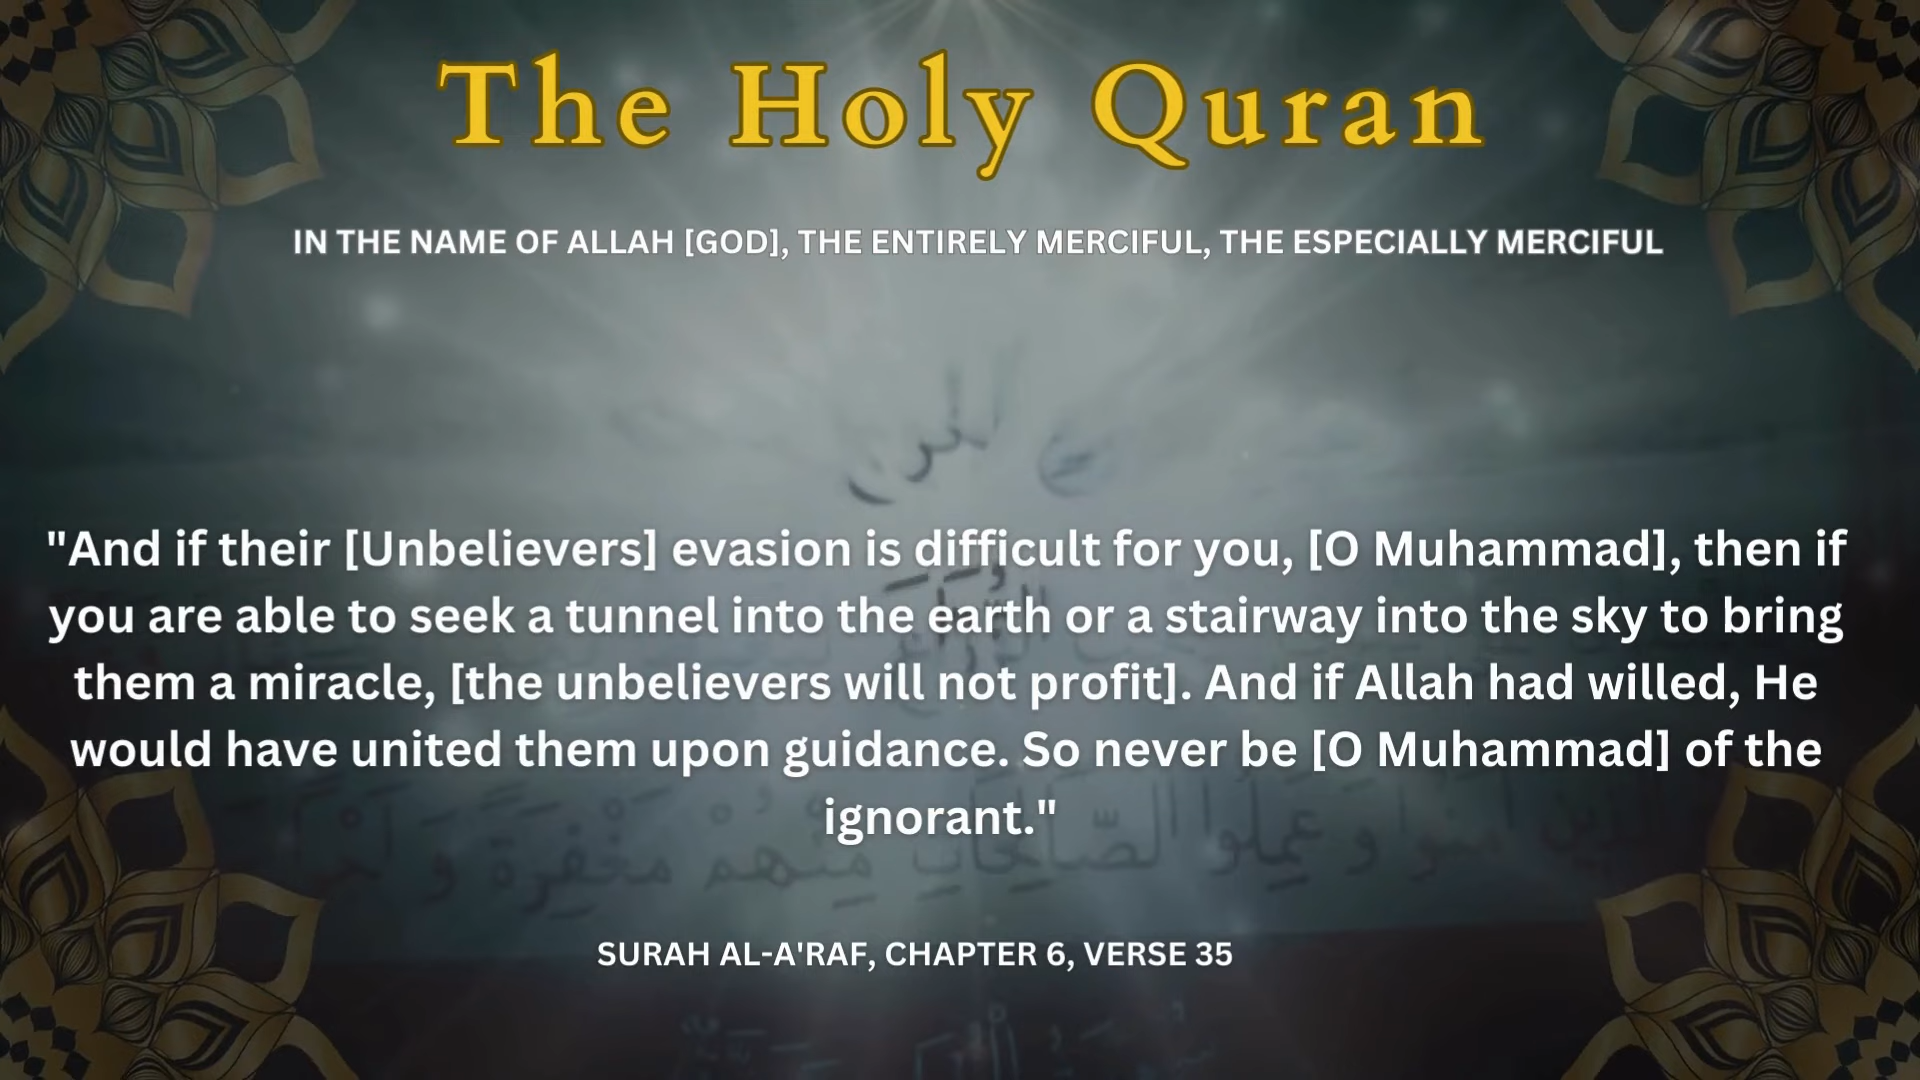 The Holy Quran
IN THE NAME OF ALLAH [GOD], THE ENTIRELY MERCIFUL, THE ESPECIALLY MERCIFUL
"And if their [Unbelievers] evasion is difficult for you, [O Muhammad], then if
you are able to seek a tunnel into the earth or a stairway into the sky to bring
them a miracle, [the unbelievers will not profit]. And if Allah had willed, He
would have united them upon guidance. So never be [O Muhammad] of the
ignorant."
وَ عَمِلُوا الصَّالِحَاتِ مِنْهُم مَغْفِرَةً وَ
SURAH AL-A'RAF, CHAPTER 6, VERSE 35